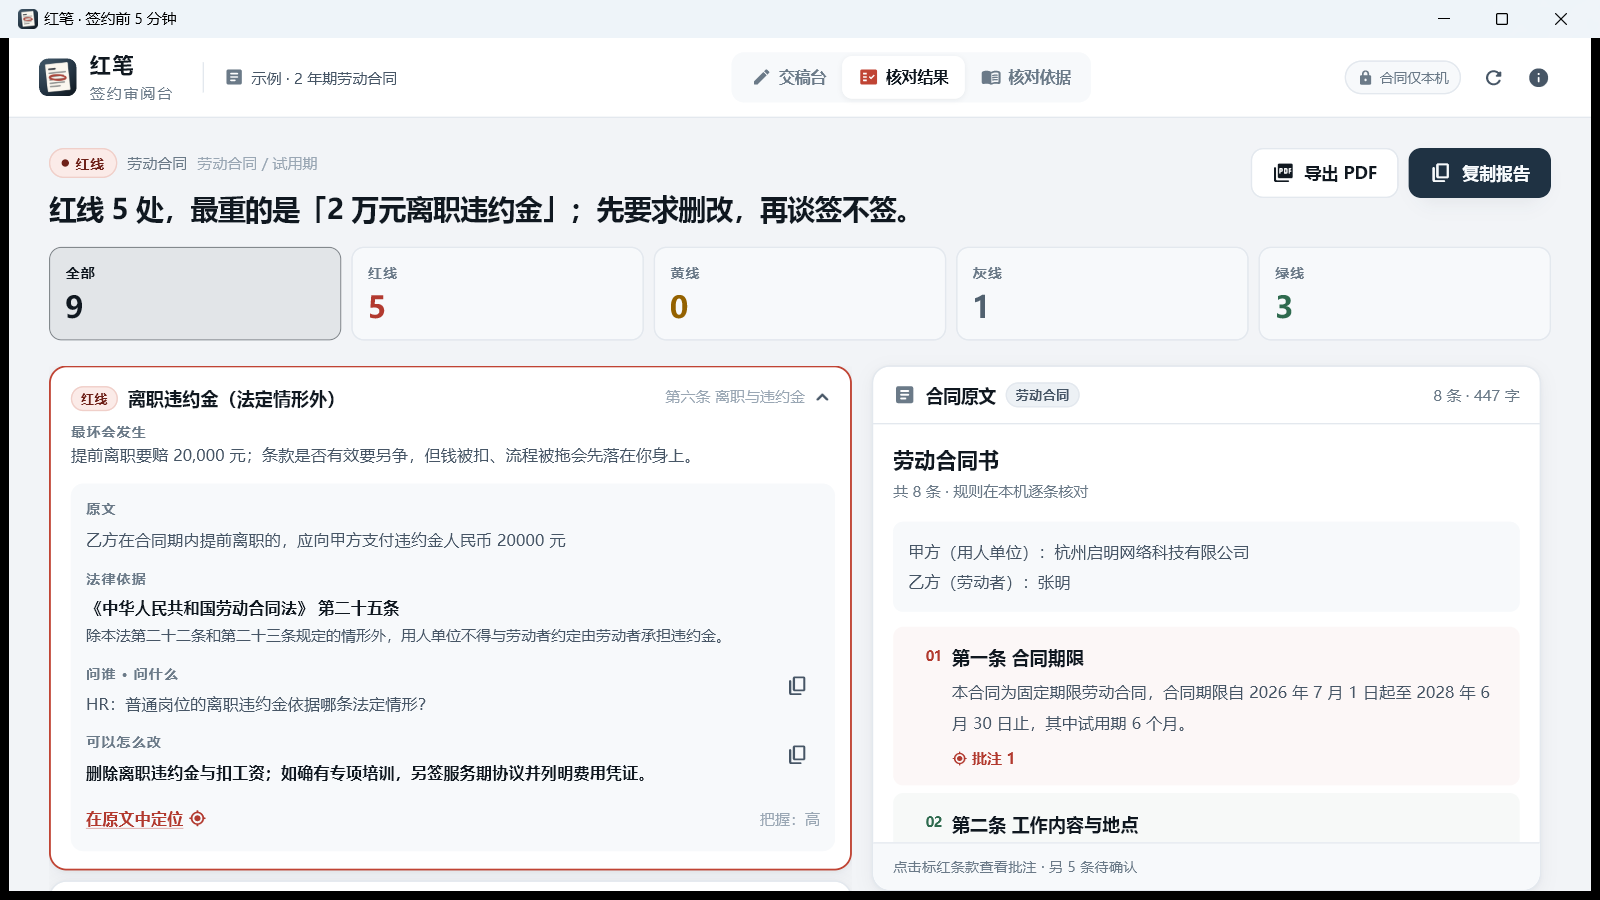 红笔 · 签约前 5 分钟
红笔
签约审阅台
示例 · 2 年期劳动合同
交稿台
核对结果
核对依据
合同仅本机
红线
劳动合同
劳动合同 / 试用期
红线 5 处，最重的是「2 万元离职违约金」；先要求删改，再谈签不签。
PDF
导出 PDF
复制报告
全部
9
红线
5
黄线
0
灰线
1
绿线
3
红线
离职违约金（法定情形外）
第六条 离职与违约金
最坏会发生
提前离职要赔 20,000 元；条款是否有效要另争，但钱被扣、流程被拖会先落在你身上。
原文
乙方在合同期内提前离职的，应向甲方支付违约金人民币 20000 元
法律依据
《中华人民共和国劳动合同法》 第二十五条
除本法第二十二条和第二十三条规定的情形外，用人单位不得与劳动者约定由劳动者承担违约金。
问谁 • 问什么
HR：普通岗位的离职违约金依据哪条法定情形？
可以怎么改
删除离职违约金与扣工资；如确有专项培训，另签服务期协议并列明费用凭证。
在原文中定位
把握：高
合同原文
劳动合同
8 条 · 447 字
劳动合同书
共 8 条 · 规则在本机逐条核对
甲方（用人单位）：杭州启明网络科技有限公司
乙方（劳动者）：张明
01 第一条 合同期限
本合同为固定期限劳动合同，合同期限自 2026 年 7 月 1 日起至 2028 年 6
月 30 日止，其中试用期 6 个月。
批注 1
02 第二条 工作内容与地点
点击标红条款查看批注 · 另 5 条待确认